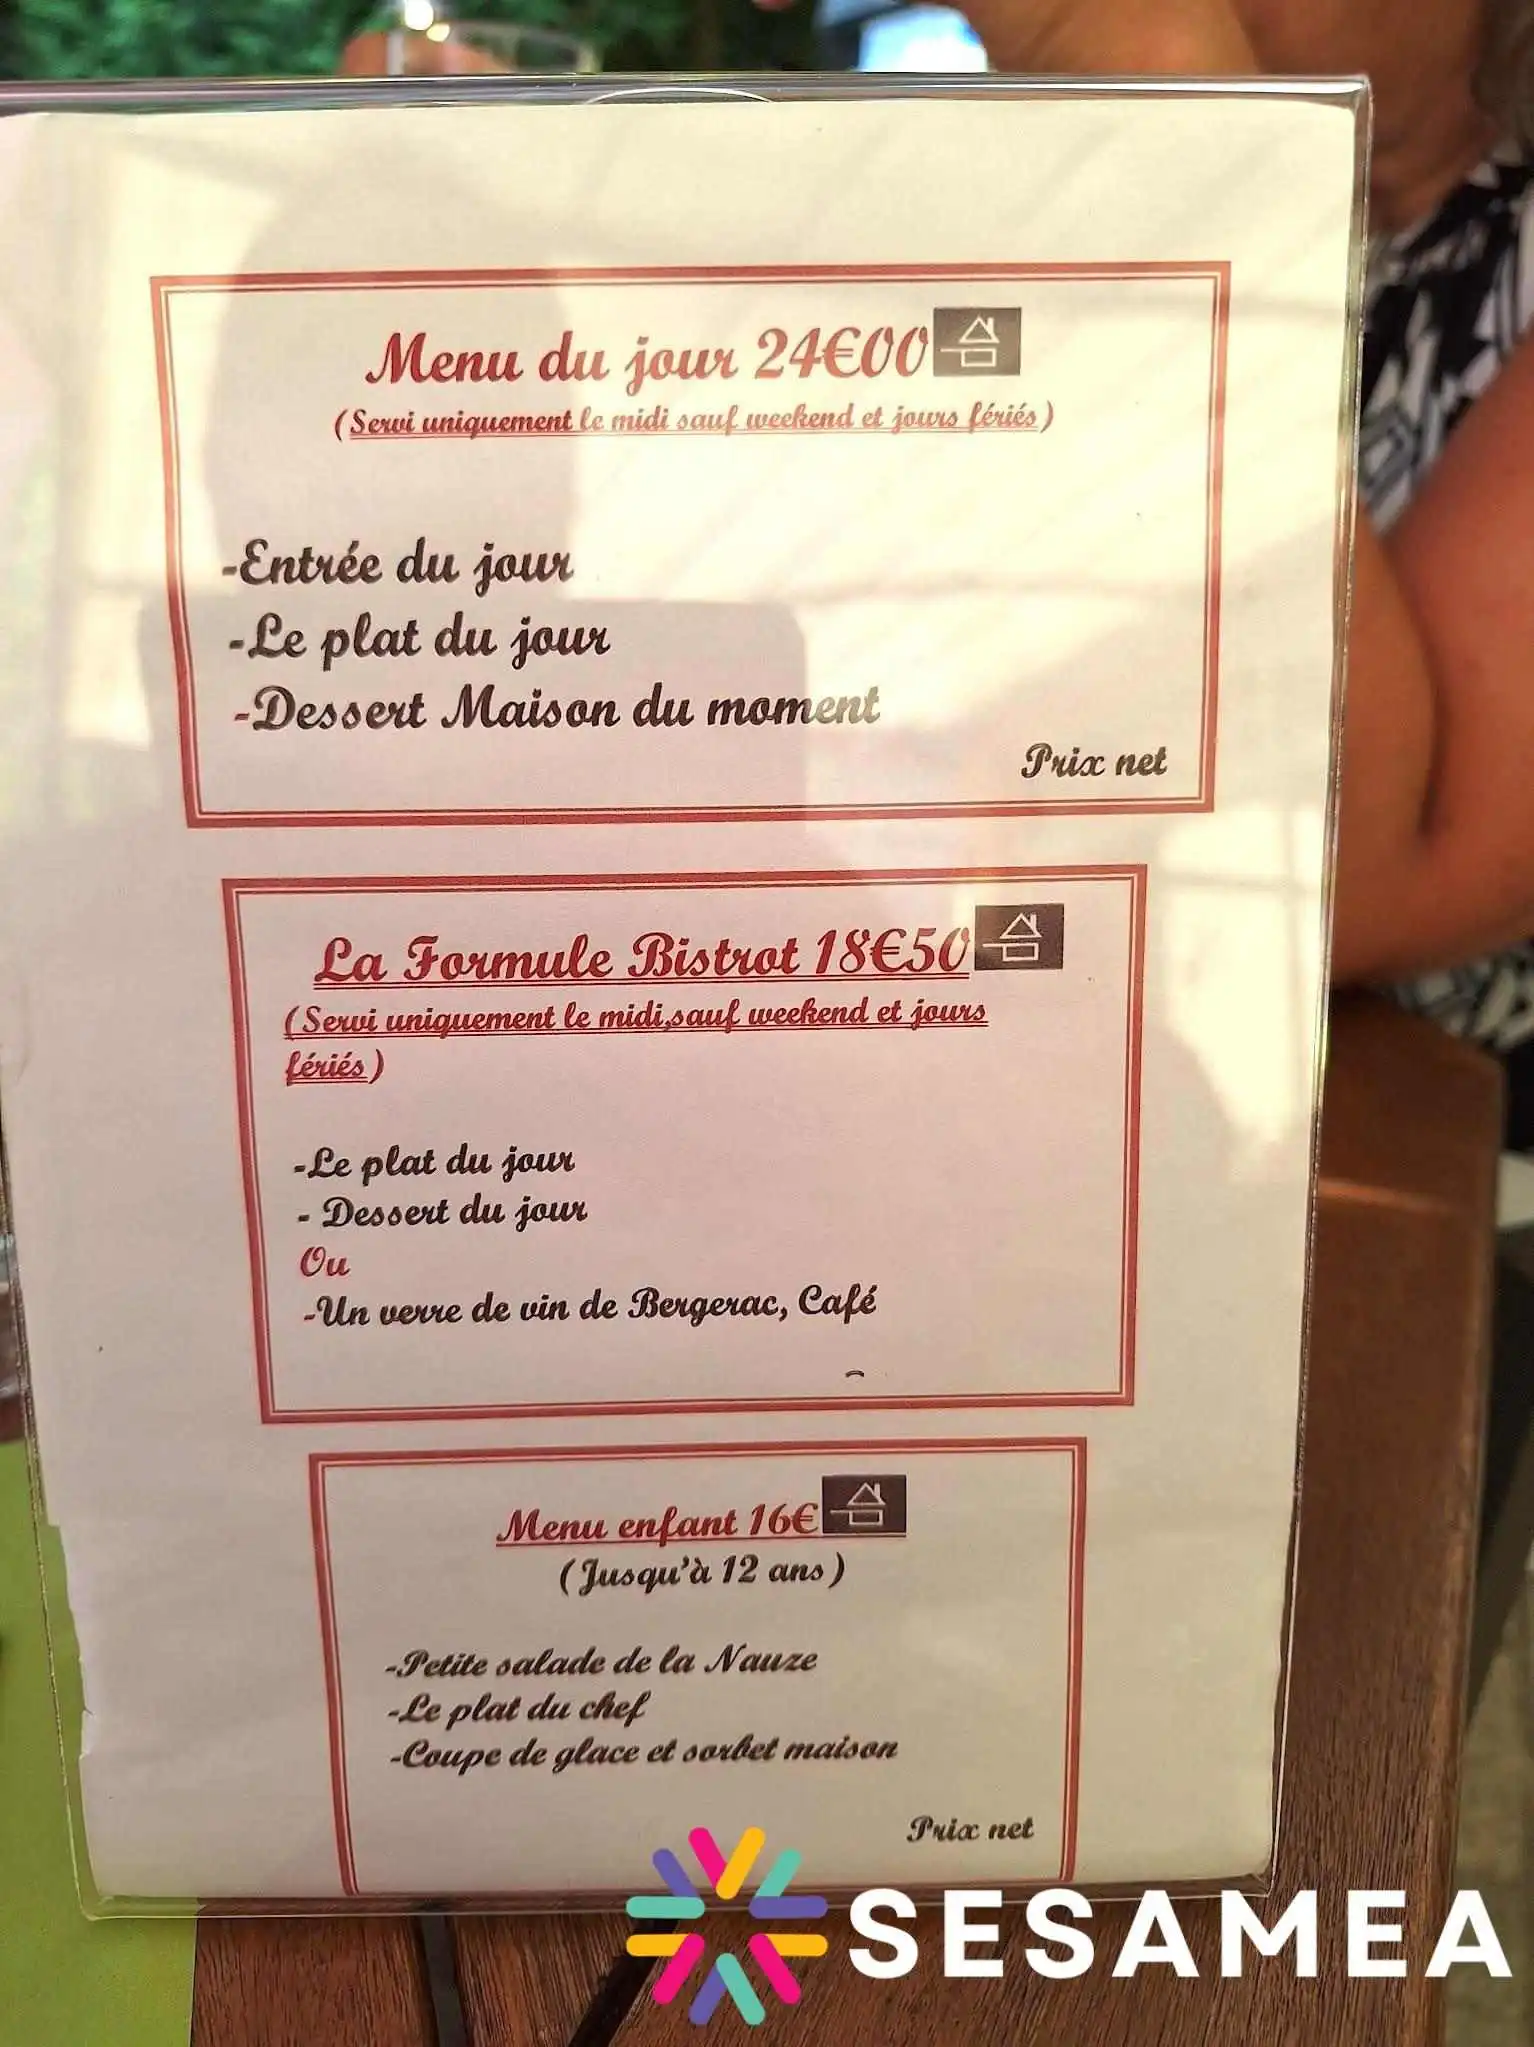 Menu du jour 24€00
(Servi uniquement le midi sauf weekend et jours fériés)
-Entrée du jour
-Le plat du jour
-Dessert Maison du moment
Prix net
La Formule Bistrot 18€50
(Servi uniquement le midi,sauf weekend et jours
fériés)
-Le plat du jour
- Dessert du jour
Ou
-Un verre de vin de Bergerac, Café
Menu enfant 16€
(Jusqu'à 12 ans)
-Petite salade de la Nauze
-Le plat du chef
-Coupe de glace et sorbet maison
Prix net
SESAMEA